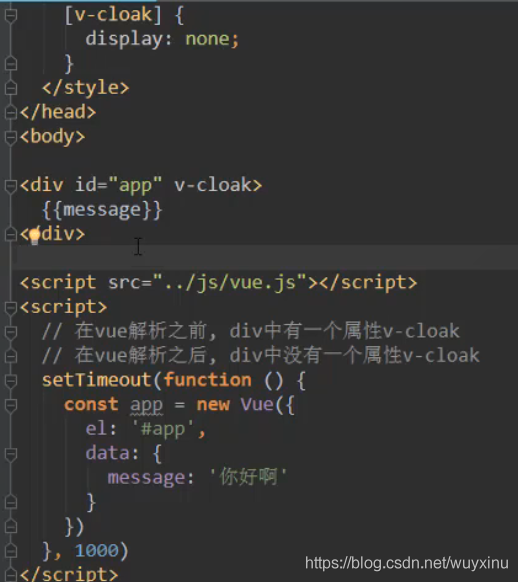 [v-cloak] {
display: none;
}
</style>
</head>
<body>
<div id="app" v-cloak>
{{message}}
<div>
<script src="../js/vue.js"></script>
<script>
// 在vue解析之前, div中有一个属性v-cloak
// 在vue解析之后, div中没有一个属性v-cloak
setTimeout(function () {
const app = new Vue({
el: '#app',
data: {
message: '你好啊'
}
})
}, 1000)
</script>
https://blog.csdn.net/wuyxinu